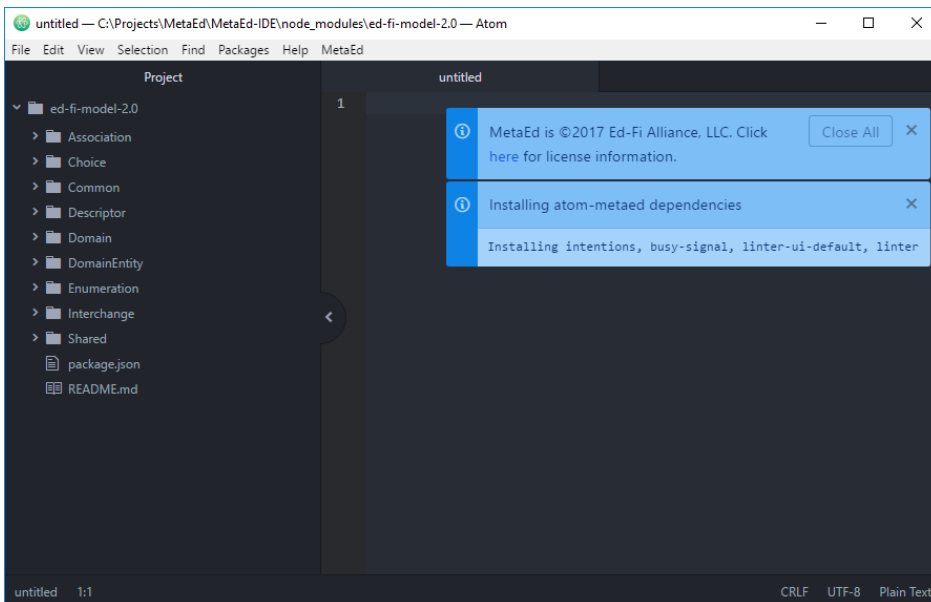 untitled — C:\Projects\MetaEd\MetaEd-IDE\node_modules\ed-fi-model-2.0 — Atom
File Edit View Selection Find Packages Help MetaEd
Project
untitled
ed-fi-model-2.0
Association
Choice
Common
Descriptor
Domain
DomainEntity
Enumeration
Interchange
Shared
package.json
README.md
1
MetaEd is ©2017 Ed-Fi Alliance, LLC. Click
here for license information.
Close All
Installing atom-metaed dependencies
Installing intentions, busy-signal, linter-ui-default, linter
untitled 1:1
CRLF UTF-8 Plain Text